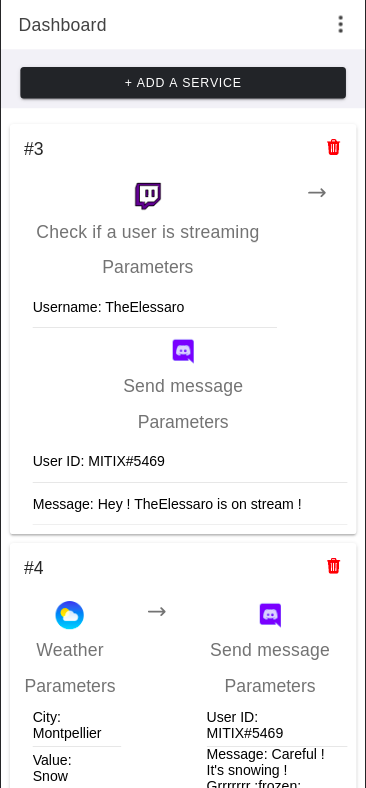 Dashboard
+ ADD A SERVICE
#3
Check if a user is streaming
Parameters
Username: TheElessaro
Send message
Parameters
User ID: MITIX#5469
Message: Hey ! TheElessaro is on stream !
#4
Weather
Parameters
City:
Montpellier
Value:
Snow
Send message
Parameters
User ID:
MITIX#5469
Message: Careful !
It's snowing !
Grrrrrrr :frozen: